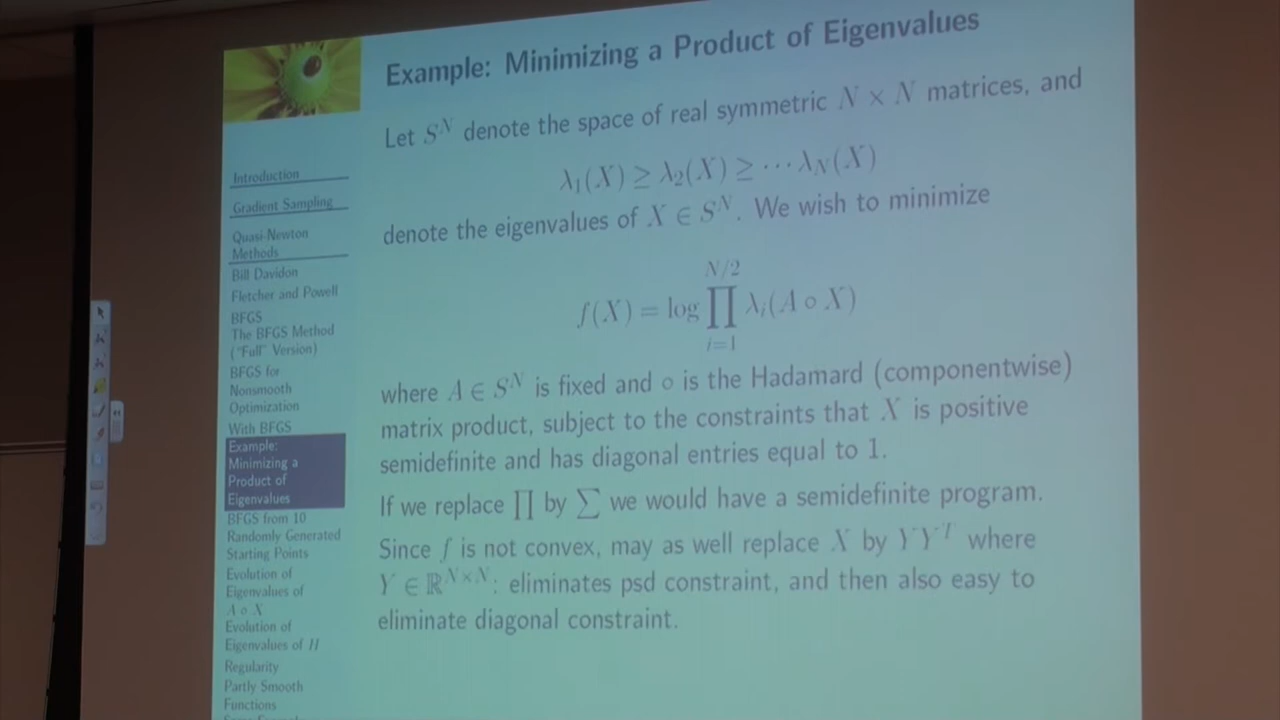 Example: Minimizing a Product of Eigenvalues
Let S^N denote the space of real symmetric N × N matrices, and
λ₁(X) ≥ λ₂(X) ≥ ⋯ λ_N(X)
denote the eigenvalues of X ∈ S^N. We wish to minimize
f(X) = log ∏_{i=1}^{N/2} λ_i(A ∘ X)
where A ∈ S^N is fixed and ∘ is the Hadamard (componentwise)
matrix product, subject to the constraints that X is positive
semidefinite and has diagonal entries equal to 1.
If we replace ∏ by ∑ we would have a semidefinite program.
Since f is not convex, may as well replace X by YY^T where
Y ∈ ℝ^{N×N}: eliminates psd constraint, and then also easy to
eliminate diagonal constraint.
Introduction
Gradient Sampling
Quasi-Newton
Methods
Bill Davidon
Fletcher and Powell
BFGS
The BFGS Method
("Full" Version)
BFGS for
Nonsmooth
Optimization
With BFGS
Example:
Minimizing a
Product of
Eigenvalues
BFGS from 10
Randomly Generated
Starting Points
Evolution of
Eigenvalues of
A ∘ X
Evolution of
Eigenvalues of H
Regularity
Partly Smooth
Functions